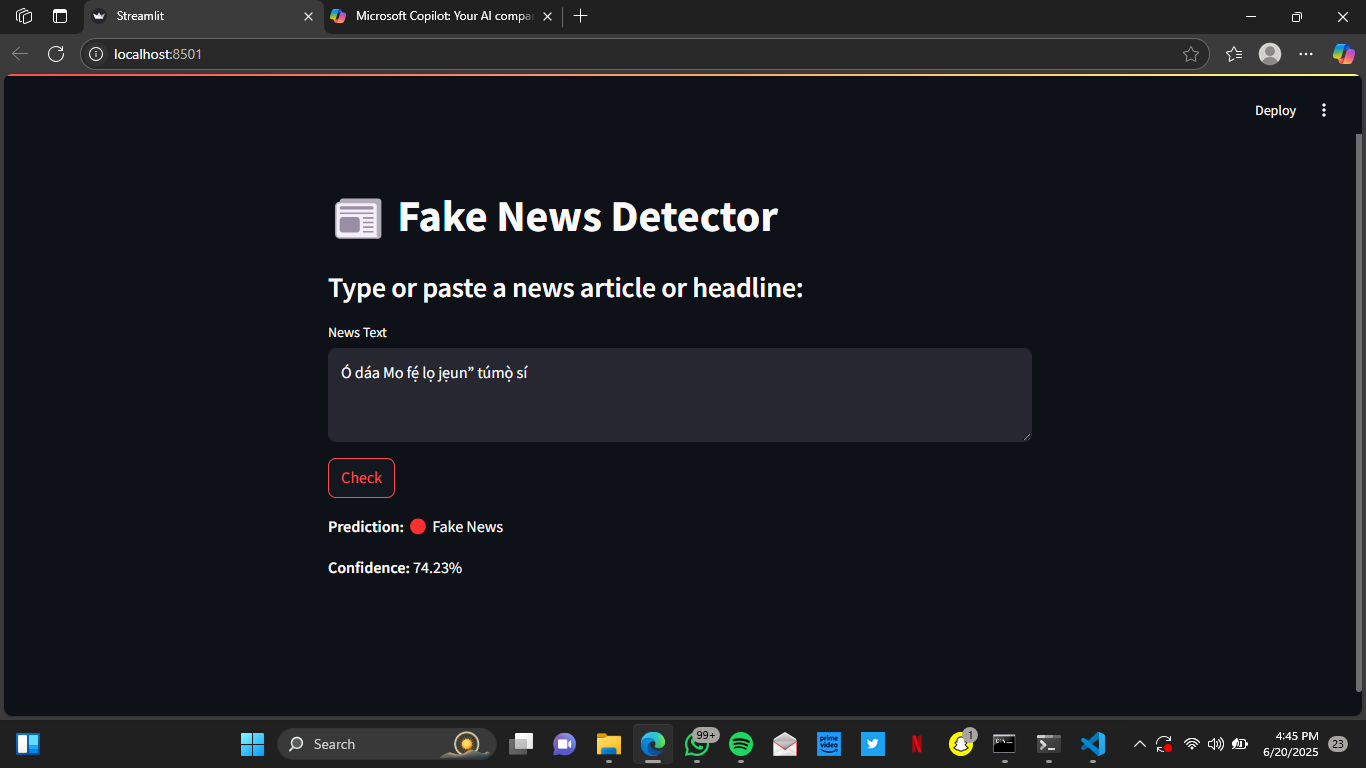 Streamlit
Microsoft Copilot: Your AI compa
localhost:8501
Deploy
Fake News Detector
Type or paste a news article or headline:
News Text
Ó dáa Mo fẹ́ lọ jẹun” túmọ̀ sí
Check
Prediction: Fake News
Confidence: 74.23%
Search
99+
prime video
N
1
4:45 PM
6/20/2025
23